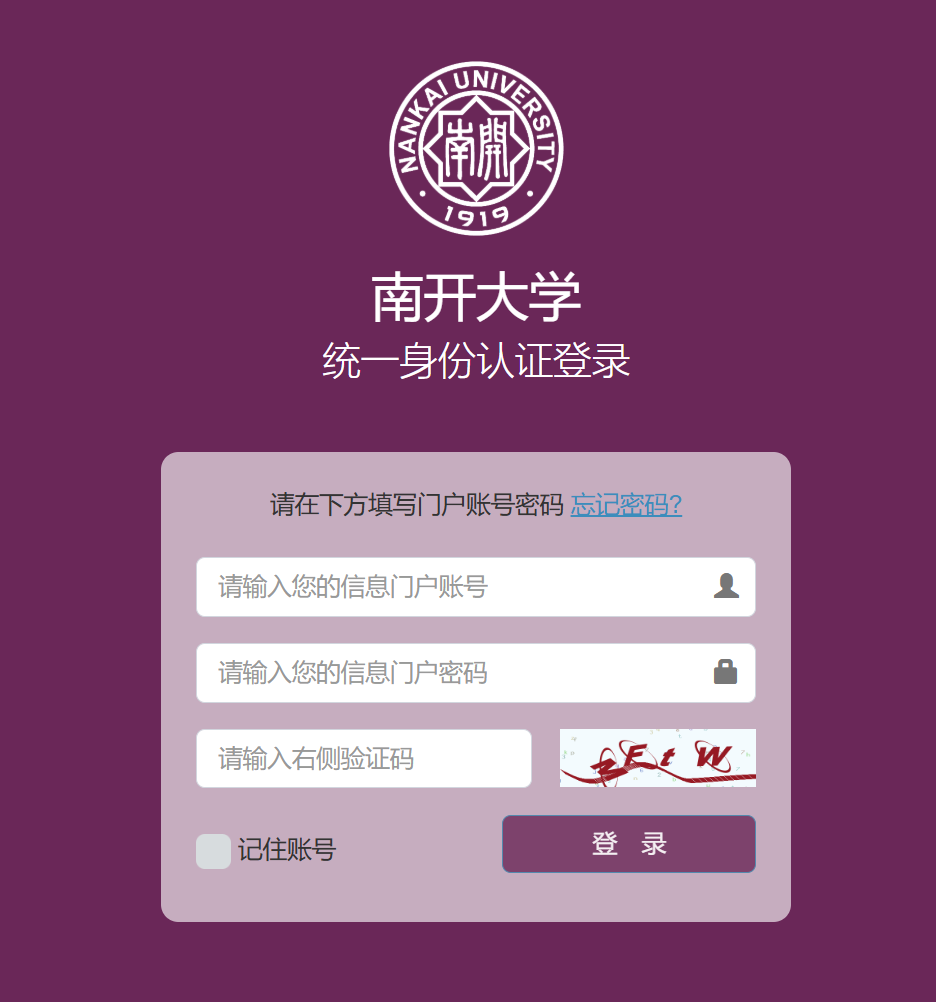 NANKAI UNIVERSITY
南開
1919
南开大学
统一身份认证登录
请在下方填写门户账号密码 忘记密码?
请输入您的信息门户账号
请输入您的信息门户密码
请输入右侧验证码
记住账号
登 录